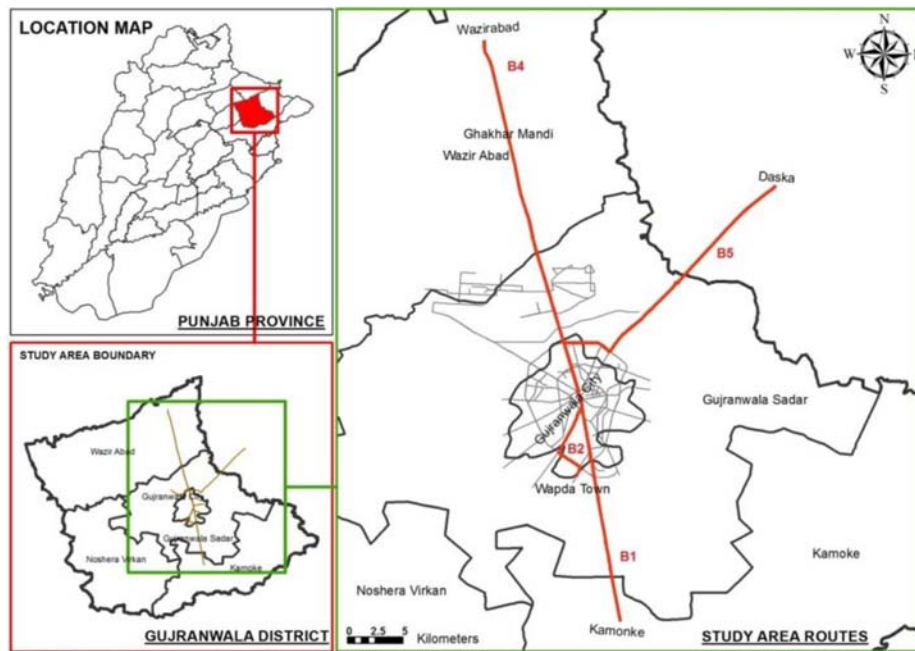 LOCATION MAP
PUNJAB PROVINCE
STUDY AREA BOUNDARY
Wazir Abad
Gujranwala City
Gujranwala Sadar
Noshera Virkan
Kamoke
GUJRANWALA DISTRICT
N
W
E
S
Wazirabad
B4
Ghakhar Mandi
Wazir Abad
Daska
B5
Gujranwala City
Gujranwala Sadar
B2
Wapda Town
B1
Kamoke
Noshera Virkan
Kamonke
0 2.5 5
Kilometers
STUDY AREA ROUTES